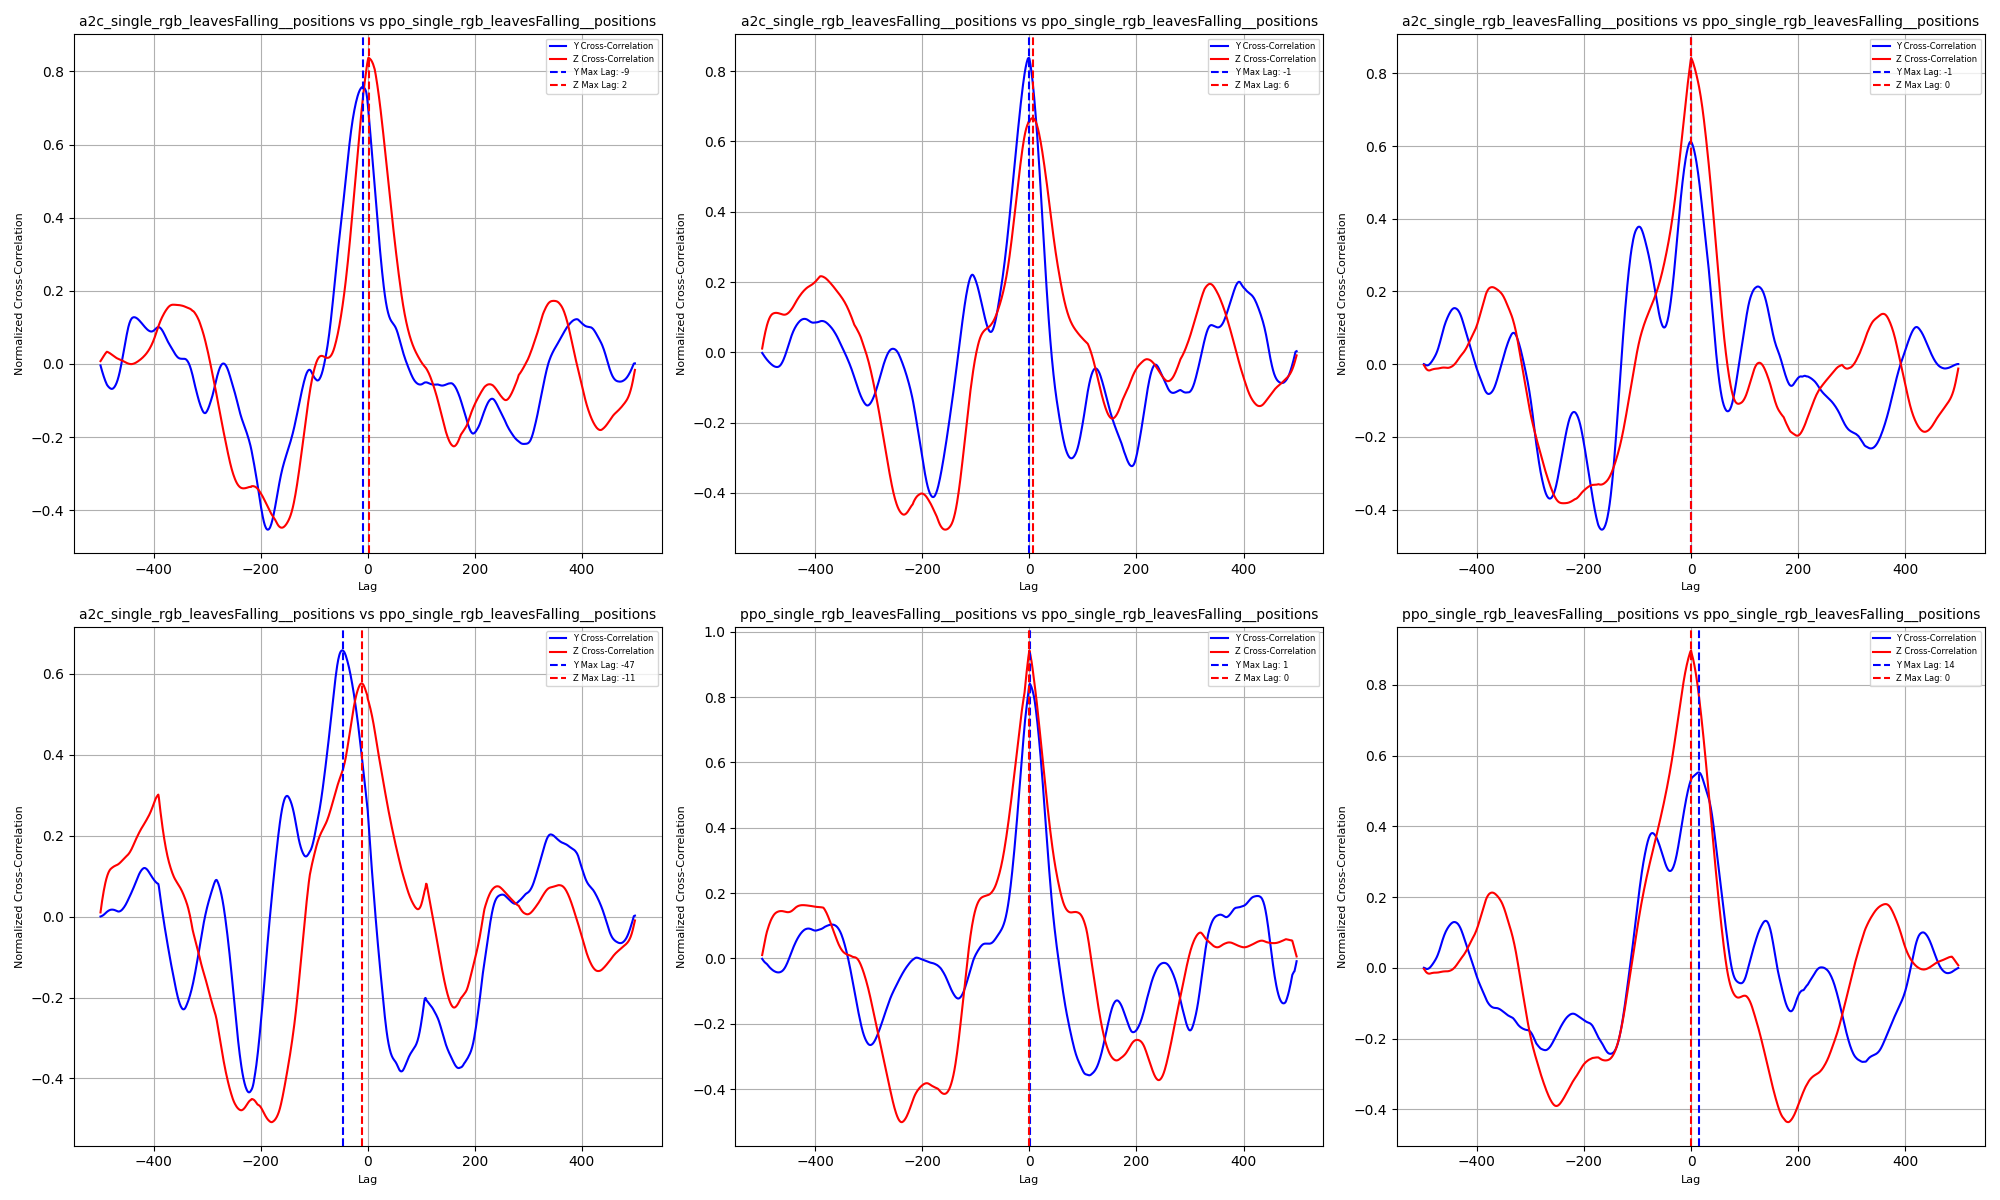 a2c_single_rgb_leavesFalling__positions vs ppo_single_rgb_leavesFalling__positions
Normalized Cross-Correlation
0.8
0.6
0.4
0.2
0.0
−0.2
−0.4
Y Cross-Correlation
Z Cross-Correlation
Y Max Lag: -9
Z Max Lag: 2
−400
−200
0
200
400
Lag
a2c_single_rgb_leavesFalling__positions vs ppo_single_rgb_leavesFalling__positions
Normalized Cross-Correlation
0.8
0.6
0.4
0.2
0.0
−0.2
−0.4
Y Cross-Correlation
Z Cross-Correlation
Y Max Lag: -1
Z Max Lag: 6
−400
−200
0
200
400
Lag
a2c_single_rgb_leavesFalling__positions vs ppo_single_rgb_leavesFalling__positions
Normalized Cross-Correlation
0.8
0.6
0.4
0.2
0.0
−0.2
−0.4
Y Cross-Correlation
Z Cross-Correlation
Y Max Lag: -1
Z Max Lag: 0
−400
−200
0
200
400
Lag
a2c_single_rgb_leavesFalling__positions vs ppo_single_rgb_leavesFalling__positions
Normalized Cross-Correlation
0.6
0.4
0.2
0.0
−0.2
−0.4
Y Cross-Correlation
Z Cross-Correlation
Y Max Lag: -47
Z Max Lag: -11
−400
−200
0
200
400
Lag
ppo_single_rgb_leavesFalling__positions vs ppo_single_rgb_leavesFalling__positions
Normalized Cross-Correlation
1.0
0.8
0.6
0.4
0.2
0.0
−0.2
−0.4
Y Cross-Correlation
Z Cross-Correlation
Y Max Lag: 1
Z Max Lag: 0
−400
−200
0
200
400
Lag
ppo_single_rgb_leavesFalling__positions vs ppo_single_rgb_leavesFalling__positions
Normalized Cross-Correlation
0.8
0.6
0.4
0.2
0.0
−0.2
−0.4
Y Cross-Correlation
Z Cross-Correlation
Y Max Lag: 14
Z Max Lag: 0
−400
−200
0
200
400
Lag